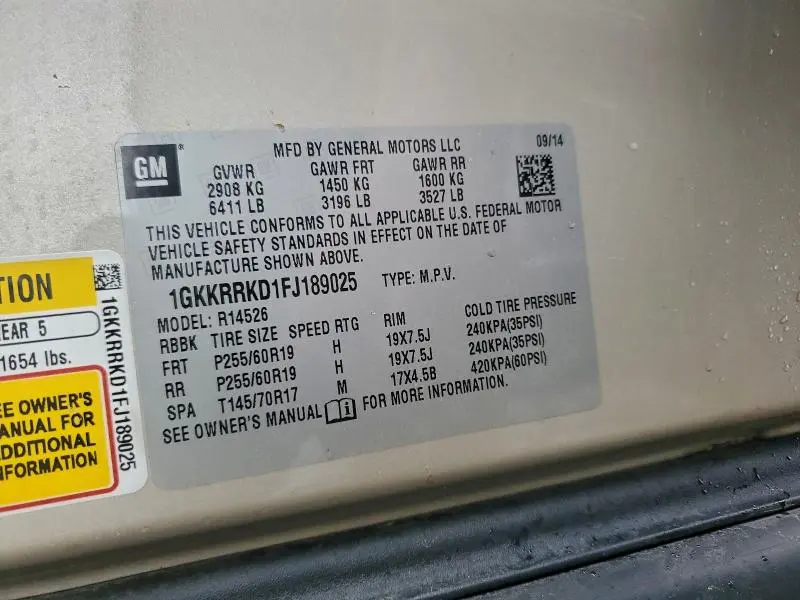 MFD BY GENERAL MOTORS LLC 09/14
GM
GVWR GAWR FRT GAWR RR
2908 KG 1450 KG 1600 KG
6411 LB 3196 LB 3527 LB
THIS VEHICLE CONFORMS TO ALL APPLICABLE U.S. FEDERAL MOTOR
VEHICLE SAFETY STANDARDS IN EFFECT ON THE DATE OF
MANUFACTURE SHOWN ABOVE.
1GKKRRKD1FJ189025 TYPE: M.P.V.
MODEL: R14526
RBBK TIRE SIZE SPEED RTG RIM COLD TIRE PRESSURE
FRT P255/60R19 H 19X7.5J 240KPA(35PSI)
RR P255/60R19 H 19X7.5J 240KPA(35PSI)
SPA T145/70R17 M 17X4.5B 420KPA(60PSI)
SEE OWNER'S MANUAL FOR MORE INFORMATION.
TION
EAR 5
1654 lbs.
EE OWNER'S
ANUAL FOR
DDITIONAL
NFORMATION
1GKKRRKD1FJ189025